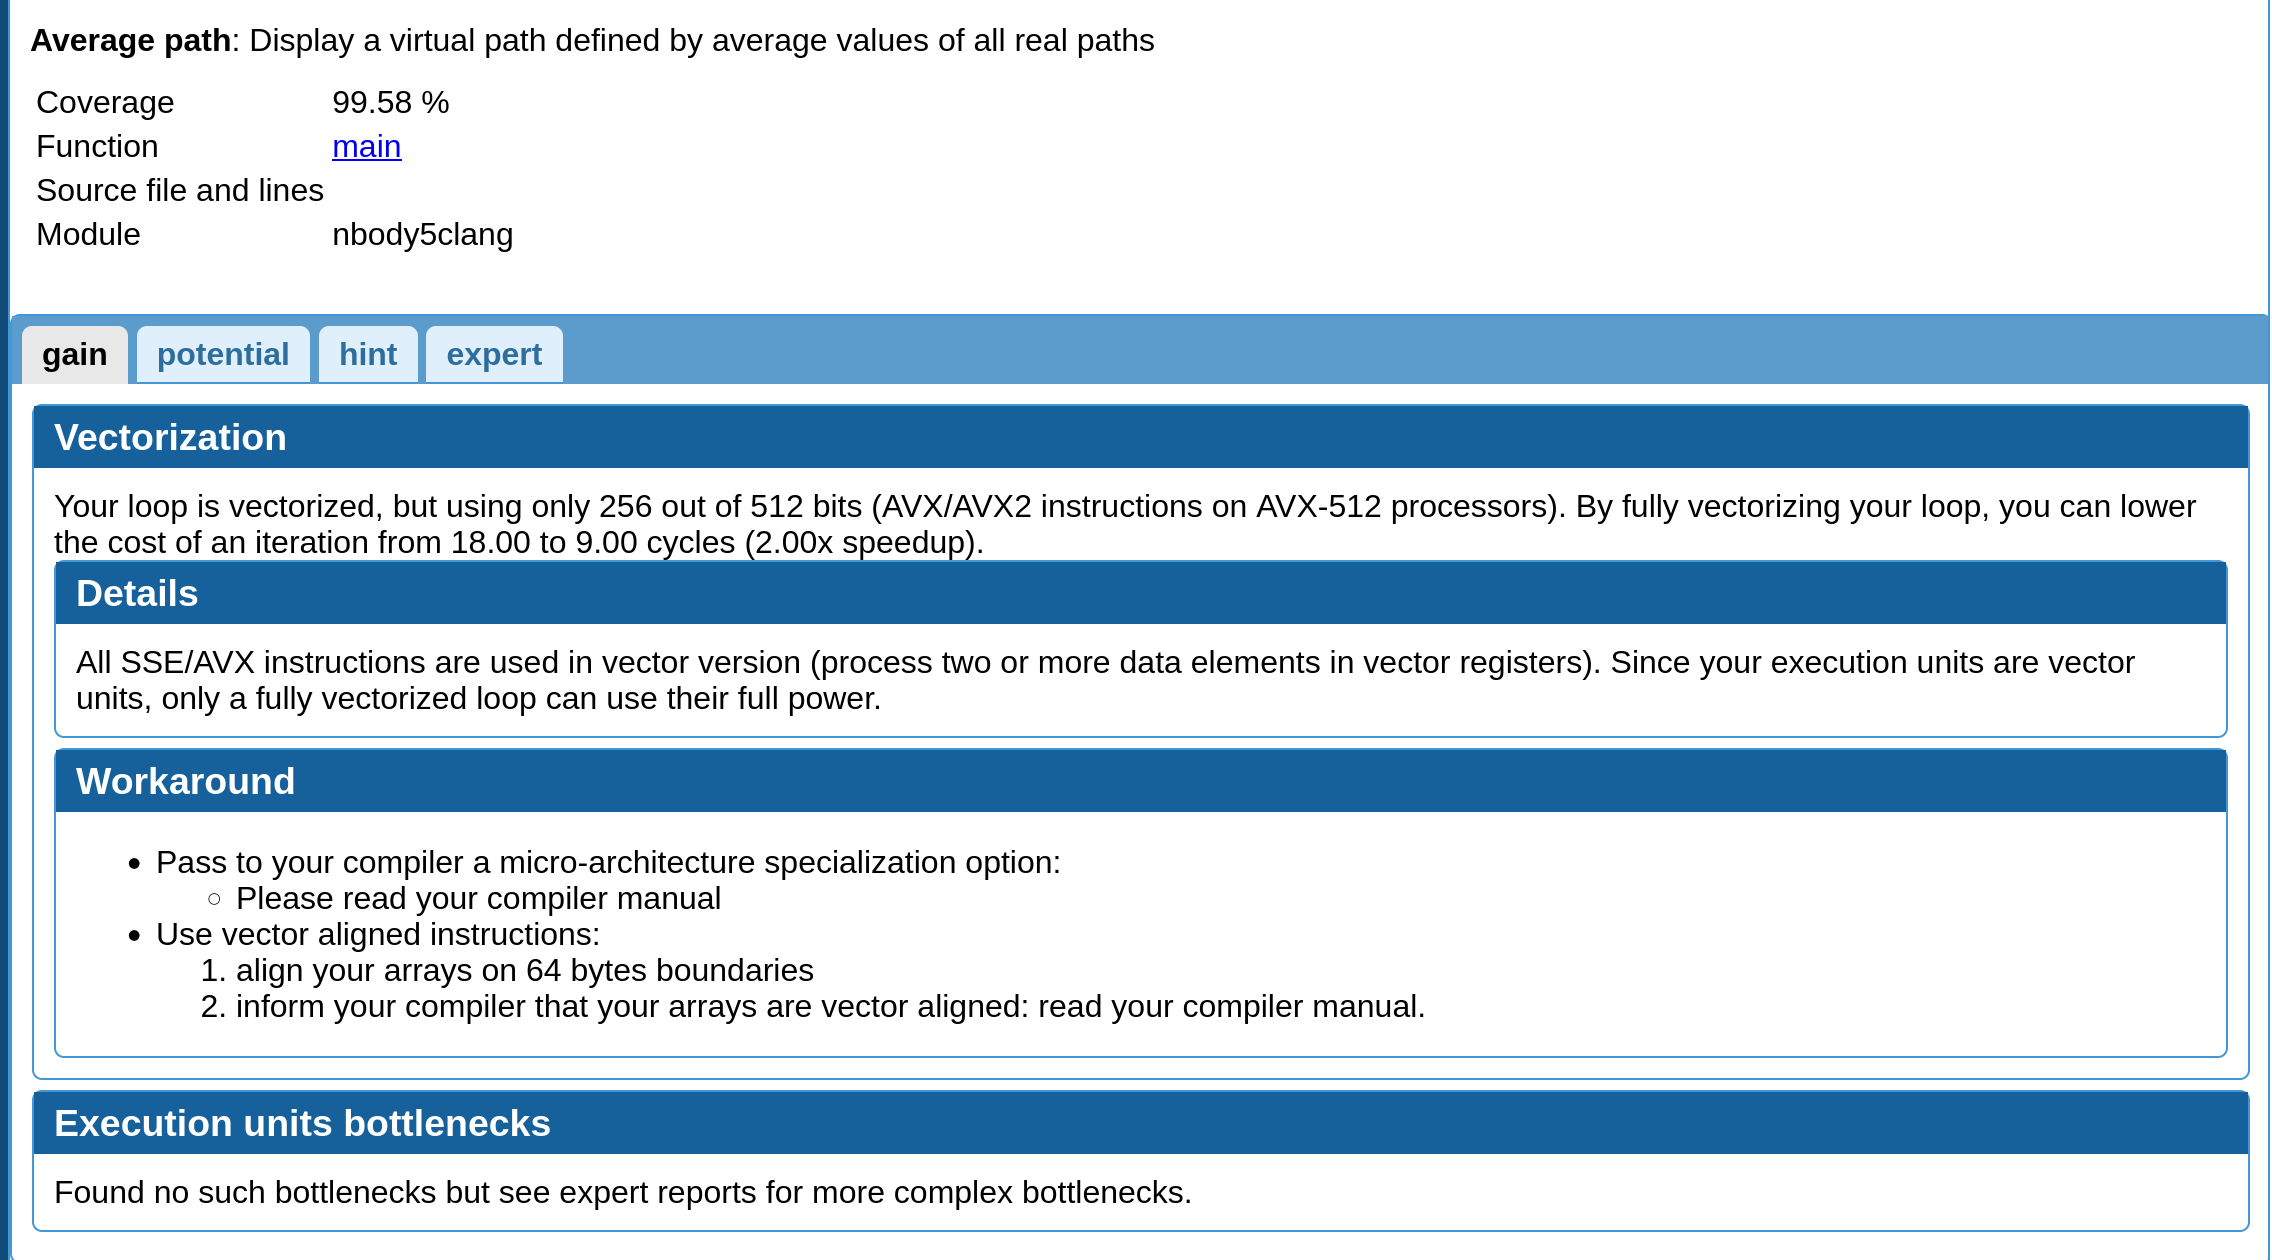 Average path: Display a virtual path defined by average values of all real paths
Coverage 99.58 %
Function main
Source file and lines
Module nbody5clang
gain potential hint expert
Vectorization
Your loop is vectorized, but using only 256 out of 512 bits (AVX/AVX2 instructions on AVX-512 processors). By fully vectorizing your loop, you can lower
the cost of an iteration from 18.00 to 9.00 cycles (2.00x speedup).
Details
All SSE/AVX instructions are used in vector version (process two or more data elements in vector registers). Since your execution units are vector
units, only a fully vectorized loop can use their full power.
Workaround
• Pass to your compiler a micro-architecture specialization option:
◦ Please read your compiler manual
• Use vector aligned instructions:
1. align your arrays on 64 bytes boundaries
2. inform your compiler that your arrays are vector aligned: read your compiler manual.
Execution units bottlenecks
Found no such bottlenecks but see expert reports for more complex bottlenecks.